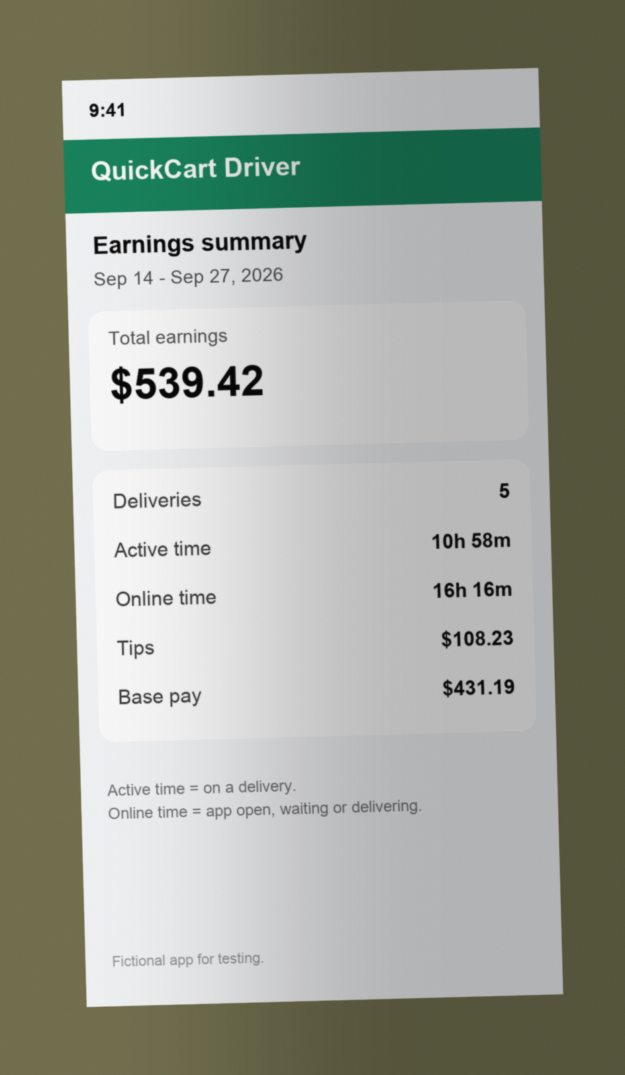 9:41
QuickCart Driver
Earnings summary
Sep 14 - Sep 27, 2026
Total earnings
$539.42
Deliveries 5
Active time 10h 58m
Online time 16h 16m
Tips $108.23
Base pay $431.19
Active time = on a delivery.
Online time = app open, waiting or delivering.
Fictional app for testing.